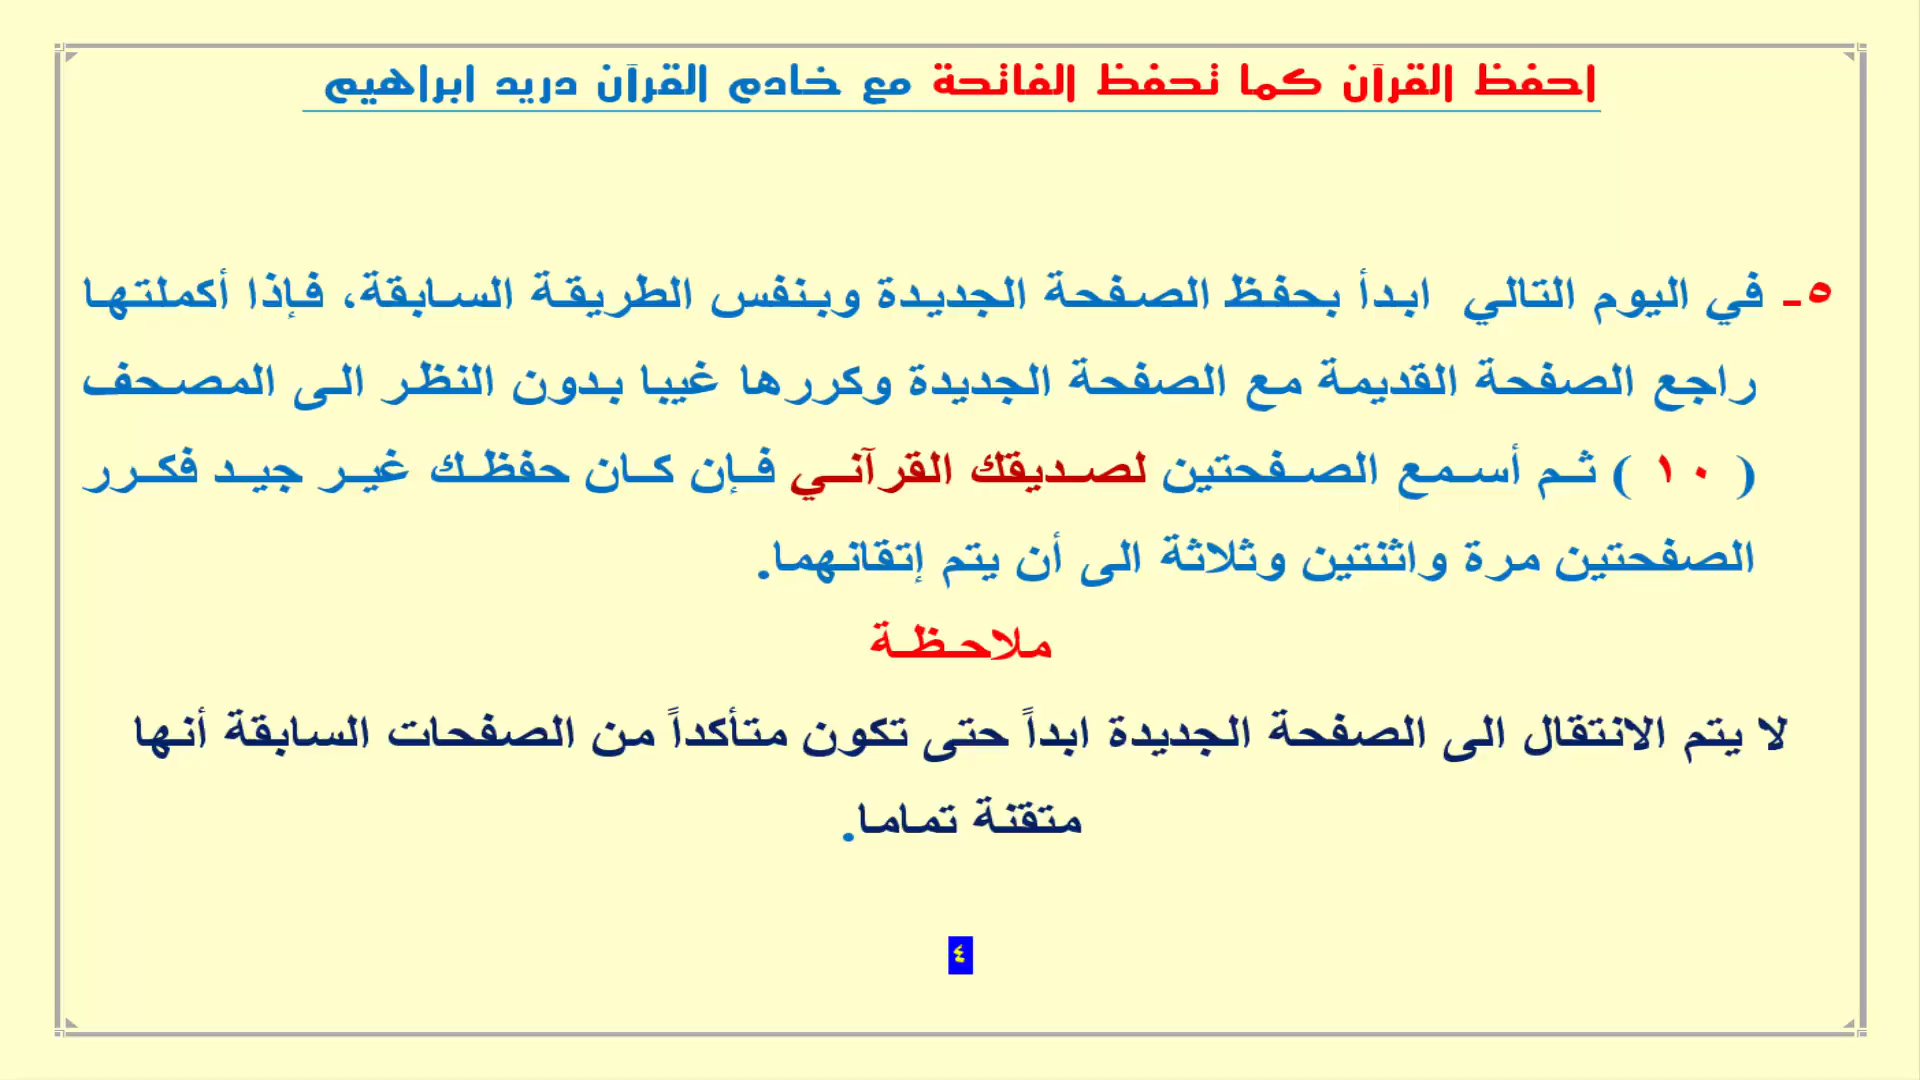 احفظ القرآن كما تحفظ الفاتحة مع خادم القرآن دريد ابراهيم
٥- في اليوم التالي ابدأ بحفظ الصفحة الجديدة وبنفس الطريقة السابقة، فإذا أكملتها
راجع الصفحة القديمة مع الصفحة الجديدة وكررها غيبا بدون النظر الى المصحف
( ١٠ ) ثم أسمع الصفحتين لصديقك القرآني فإن كان حفظك غير جيد فكرر
الصفحتين مرة واثنتين وثلاثة الى أن يتم إتقانهما.
ملاحظة
لا يتم الانتقال الى الصفحة الجديدة ابداً حتى تكون متأكداً من الصفحات السابقة أنها
متقنة تماما.
٤